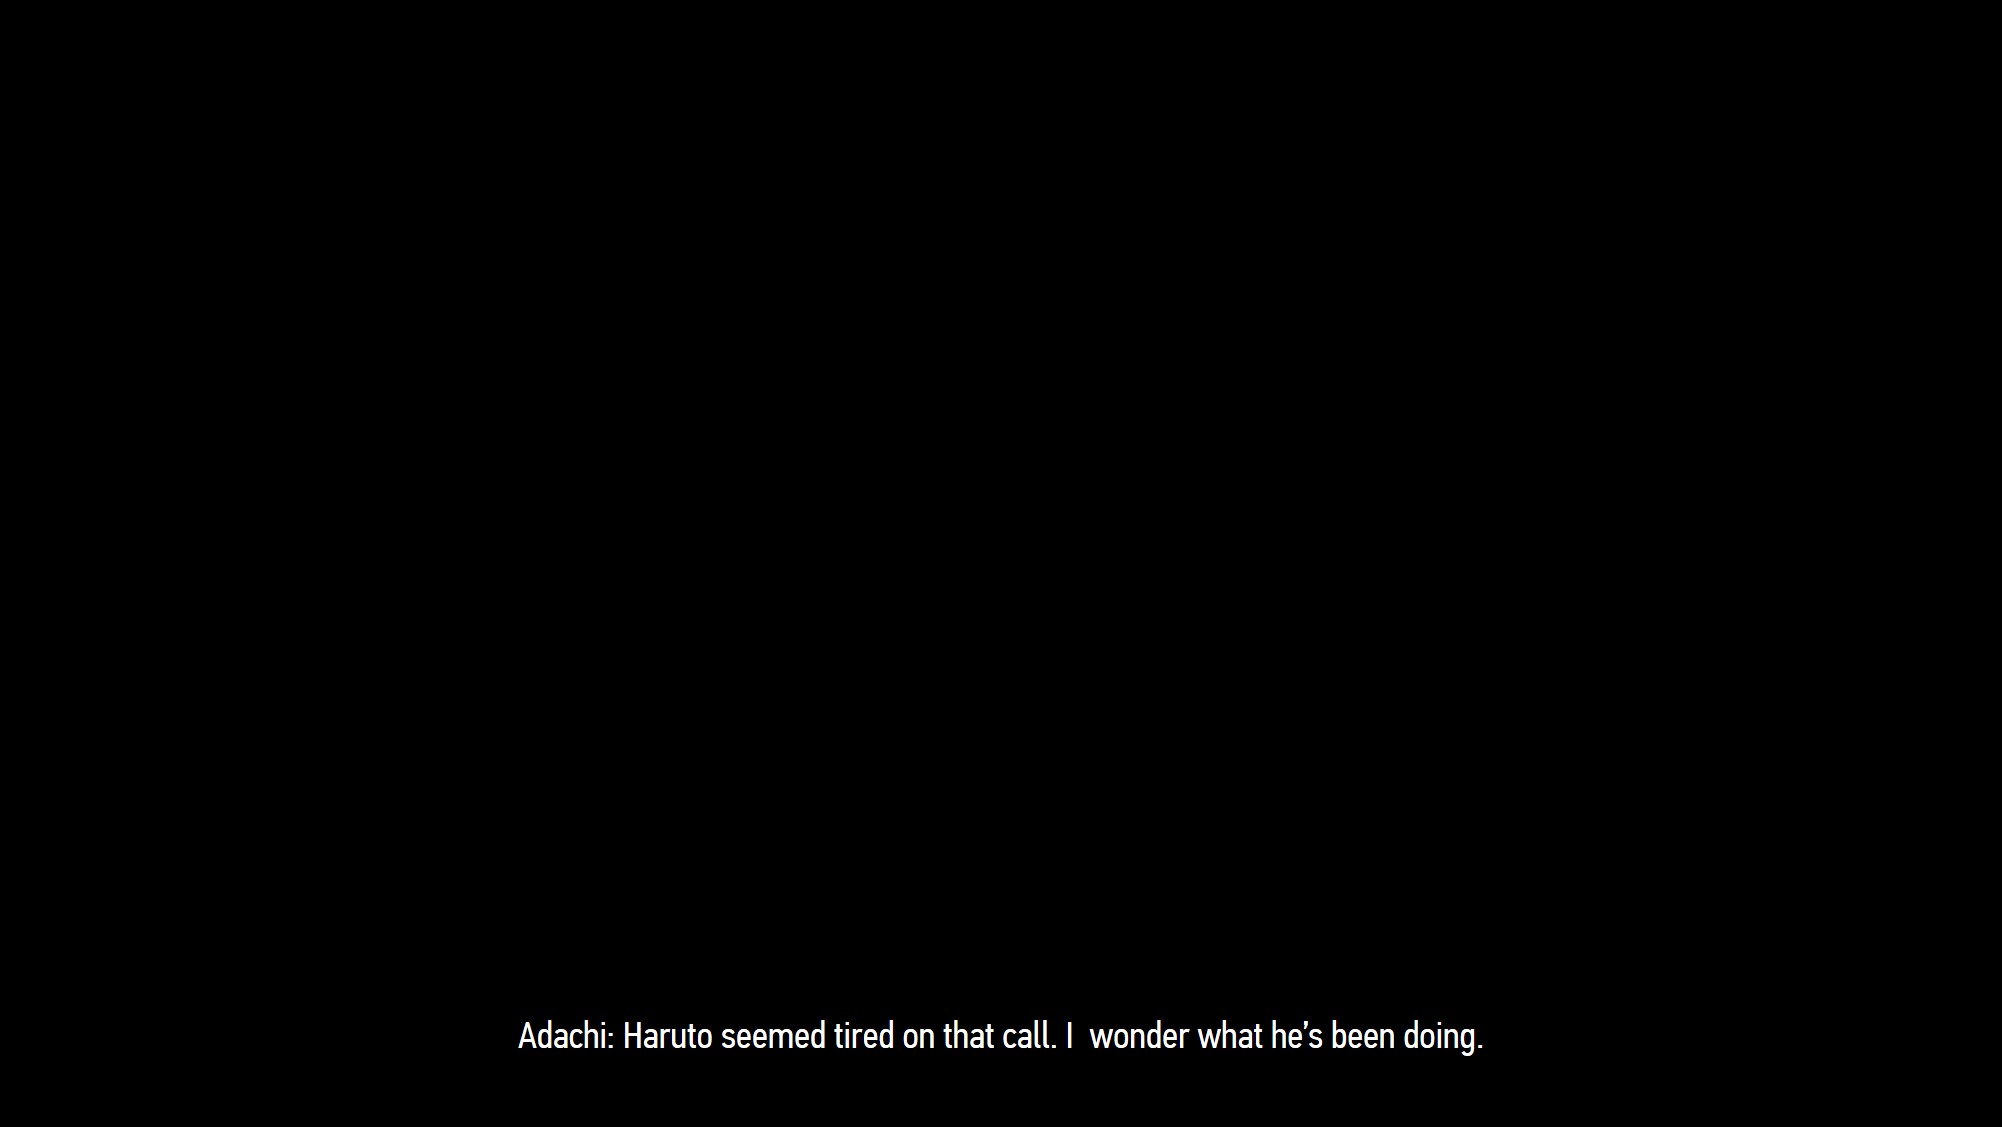 Adachi: Haruto seemed tired on that call. I  wonder what he’s been doing.